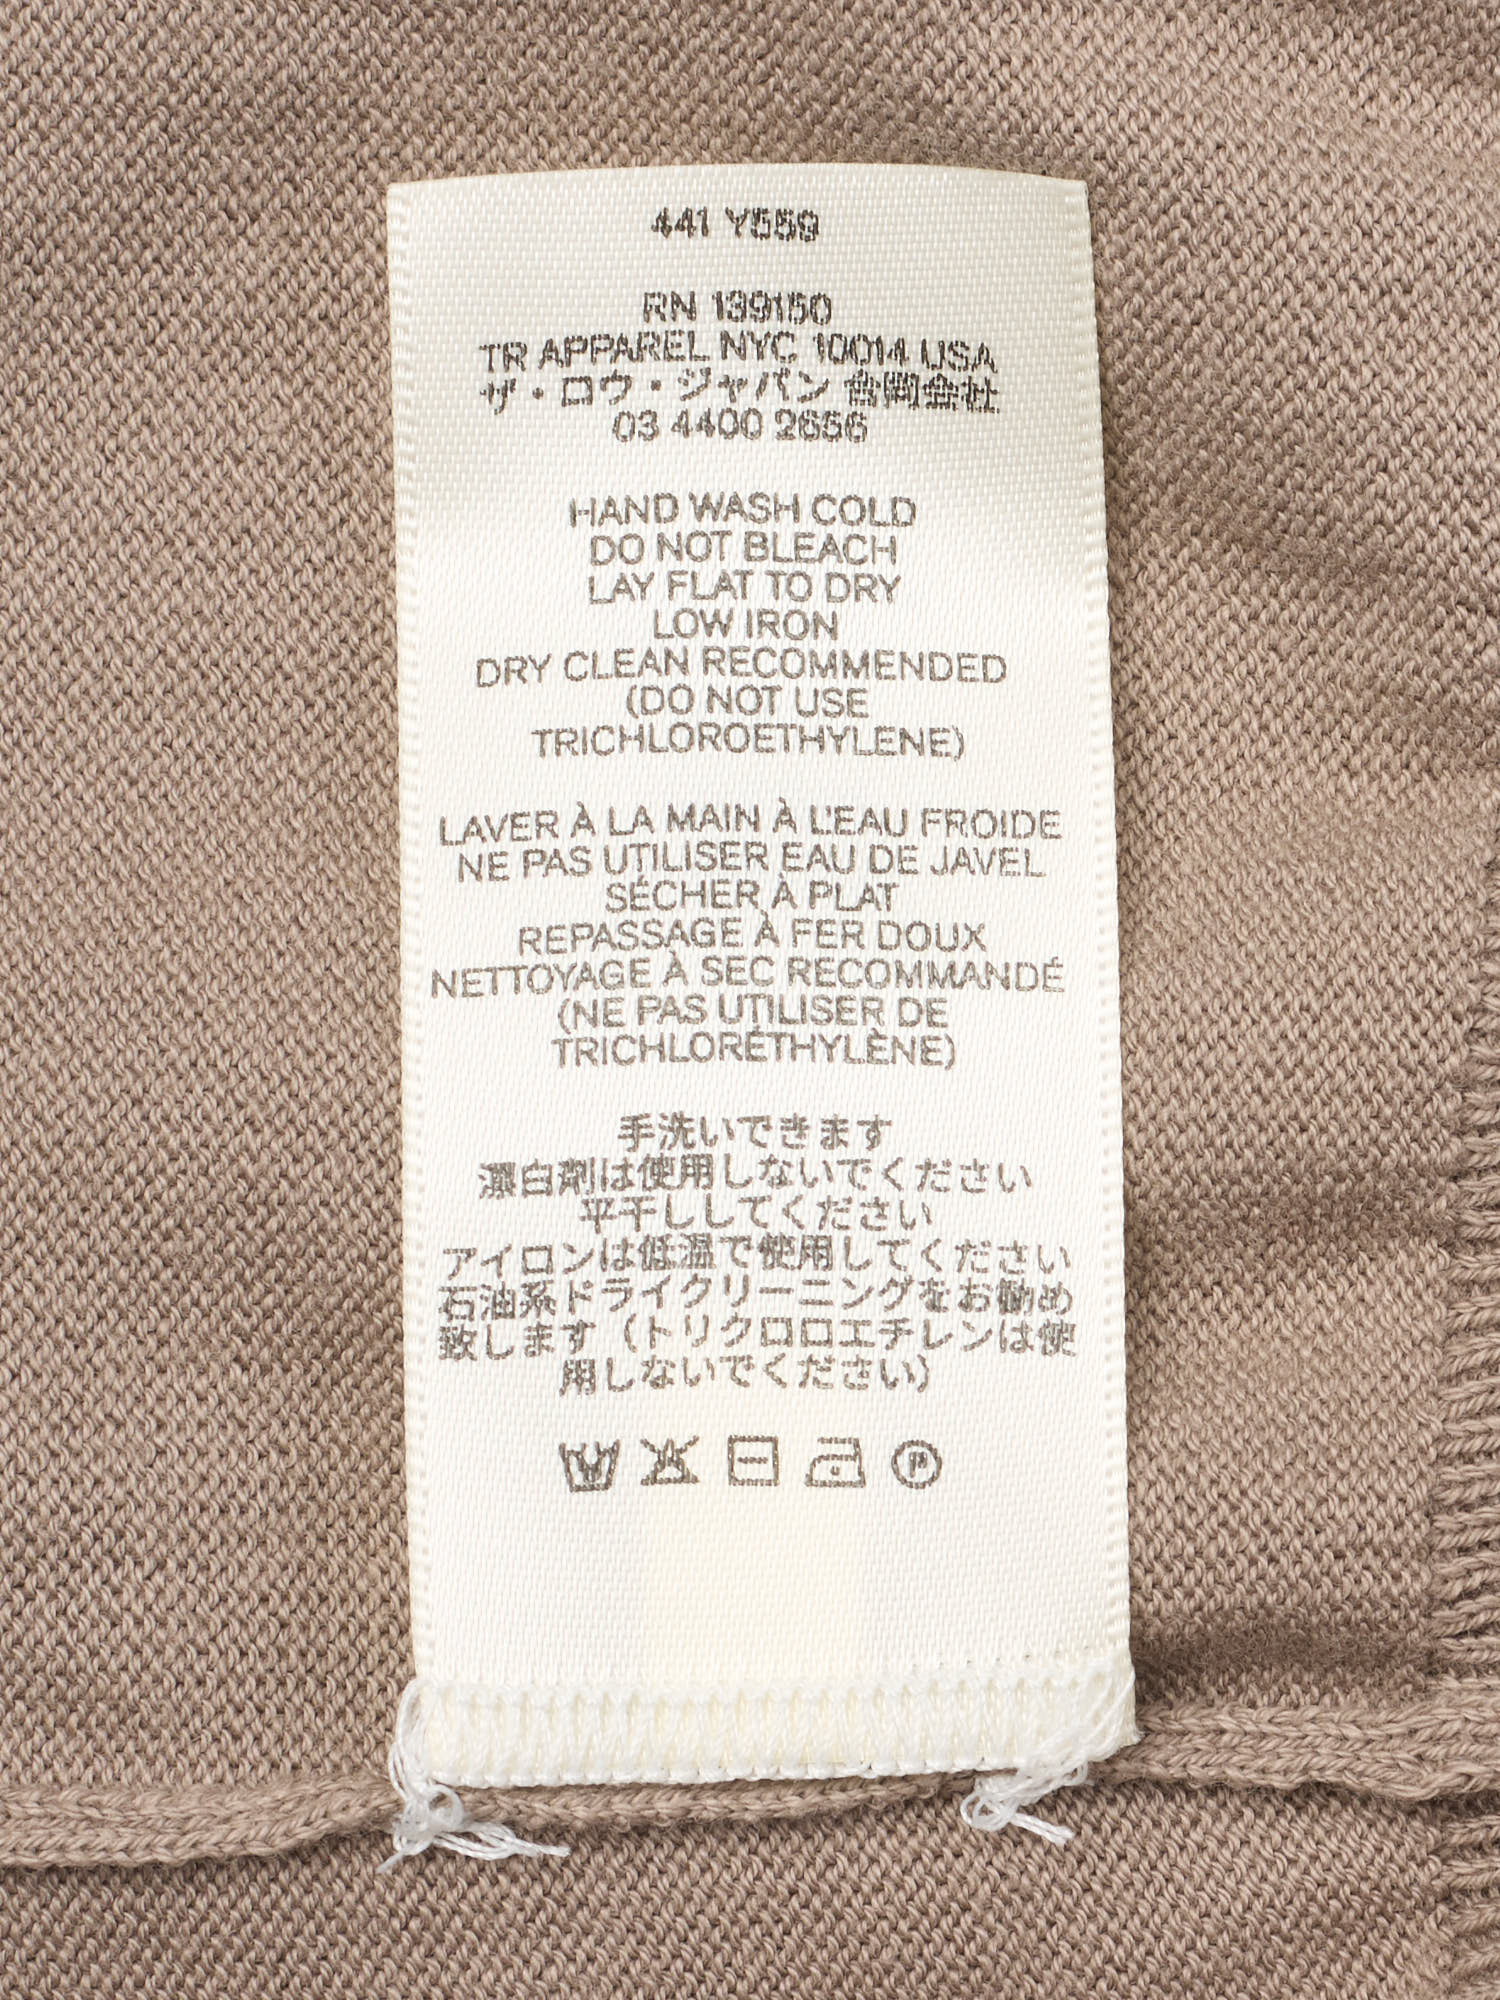 441 Y559
RN 139150
TR APPAREL NYC 10014 USA
ザ・ロウ・ジャパン 合同会社
03 4400 2656
HAND WASH COLD
DO NOT BLEACH
LAY FLAT TO DRY
LOW IRON
DRY CLEAN RECOMMENDED
(DO NOT USE
TRICHLOROETHYLENE)
LAVER À LA MAIN À L'EAU FROIDE
NE PAS UTILISER EAU DE JAVEL
SÉCHER À PLAT
REPASSAGE À FER DOUX
NETTOYAGE À SEC RECOMMANDÉ
(NE PAS UTILISER DE
TRICHLORÉTHYLÈNE)
手洗いできます
漂白剤は使用しないでください
平干ししてください
アイロンは低温で使用してください
石油系ドライクリーニングをお勧め
致します（トリクロロエチレンは使
用しないでください）
P